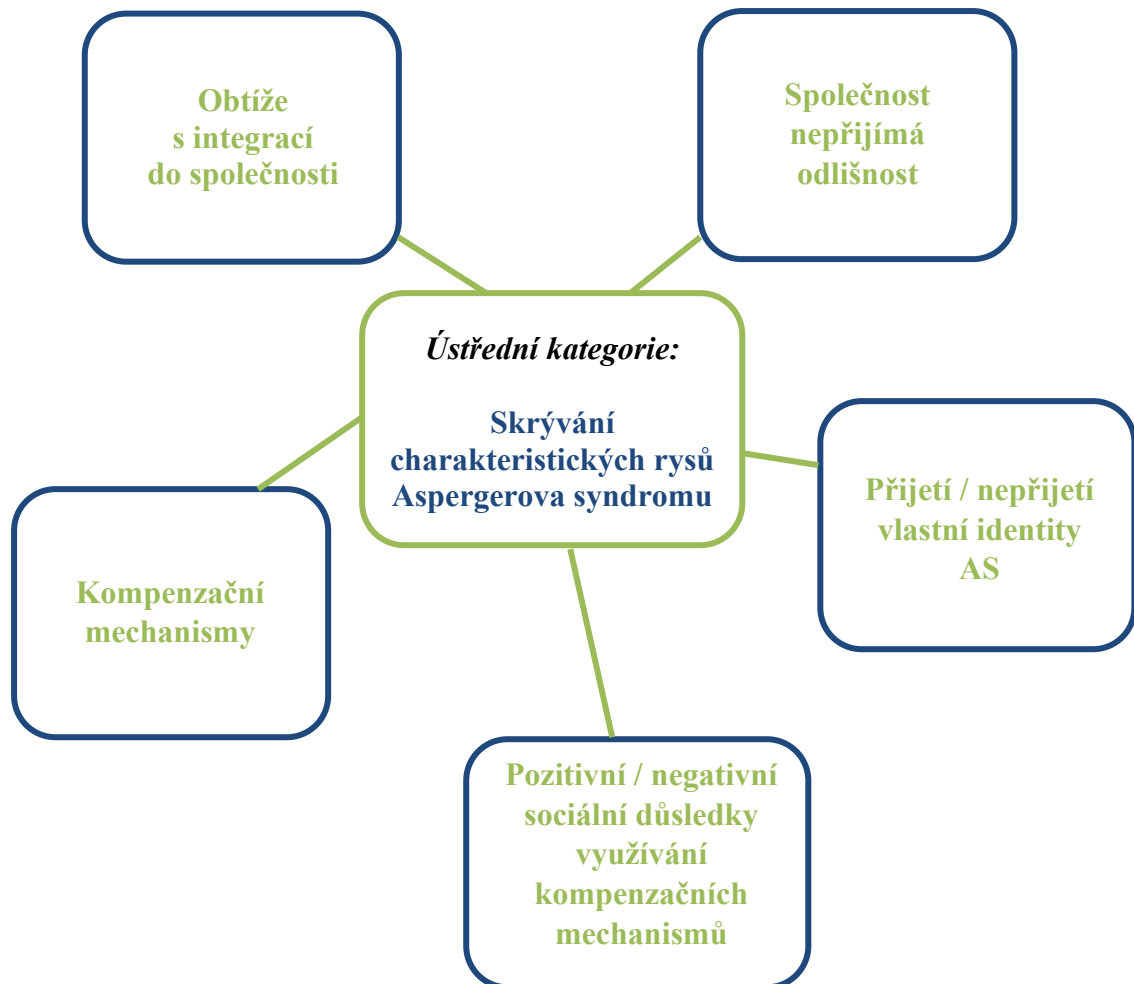 Obtíže
s integrací
do společnosti
Společnost
nepřijímá
odlišnost
Ústřední kategorie:
Skrývání
charakteristických rysů
Aspergerova syndromu
Přijetí / nepřijetí
vlastní identity
AS
Kompenzační
mechanismy
Pozitivní / negativní
sociální důsledky
využívání
kompenzačních
mechanismů